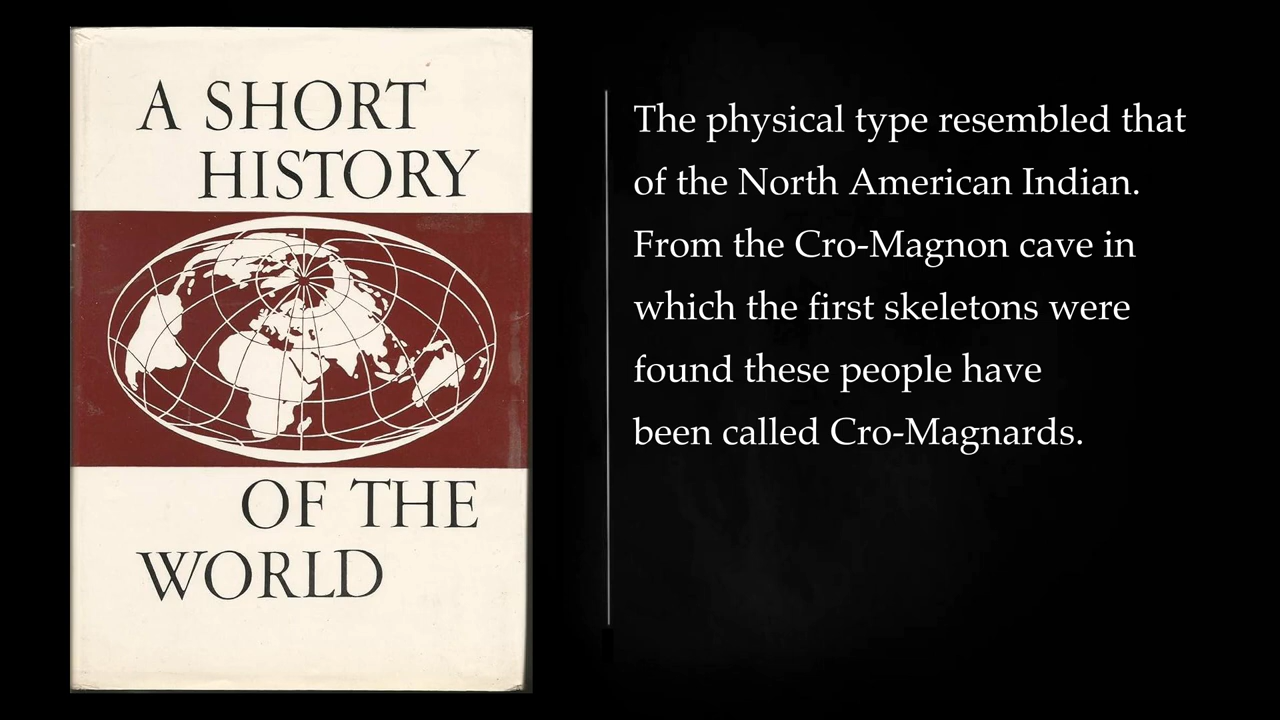 A SHORT
HISTORY
OF THE
WORLD
The physical type resembled that
of the North American Indian.
From the Cro-Magnon cave in
which the first skeletons were
found these people have
been called Cro-Magnards.